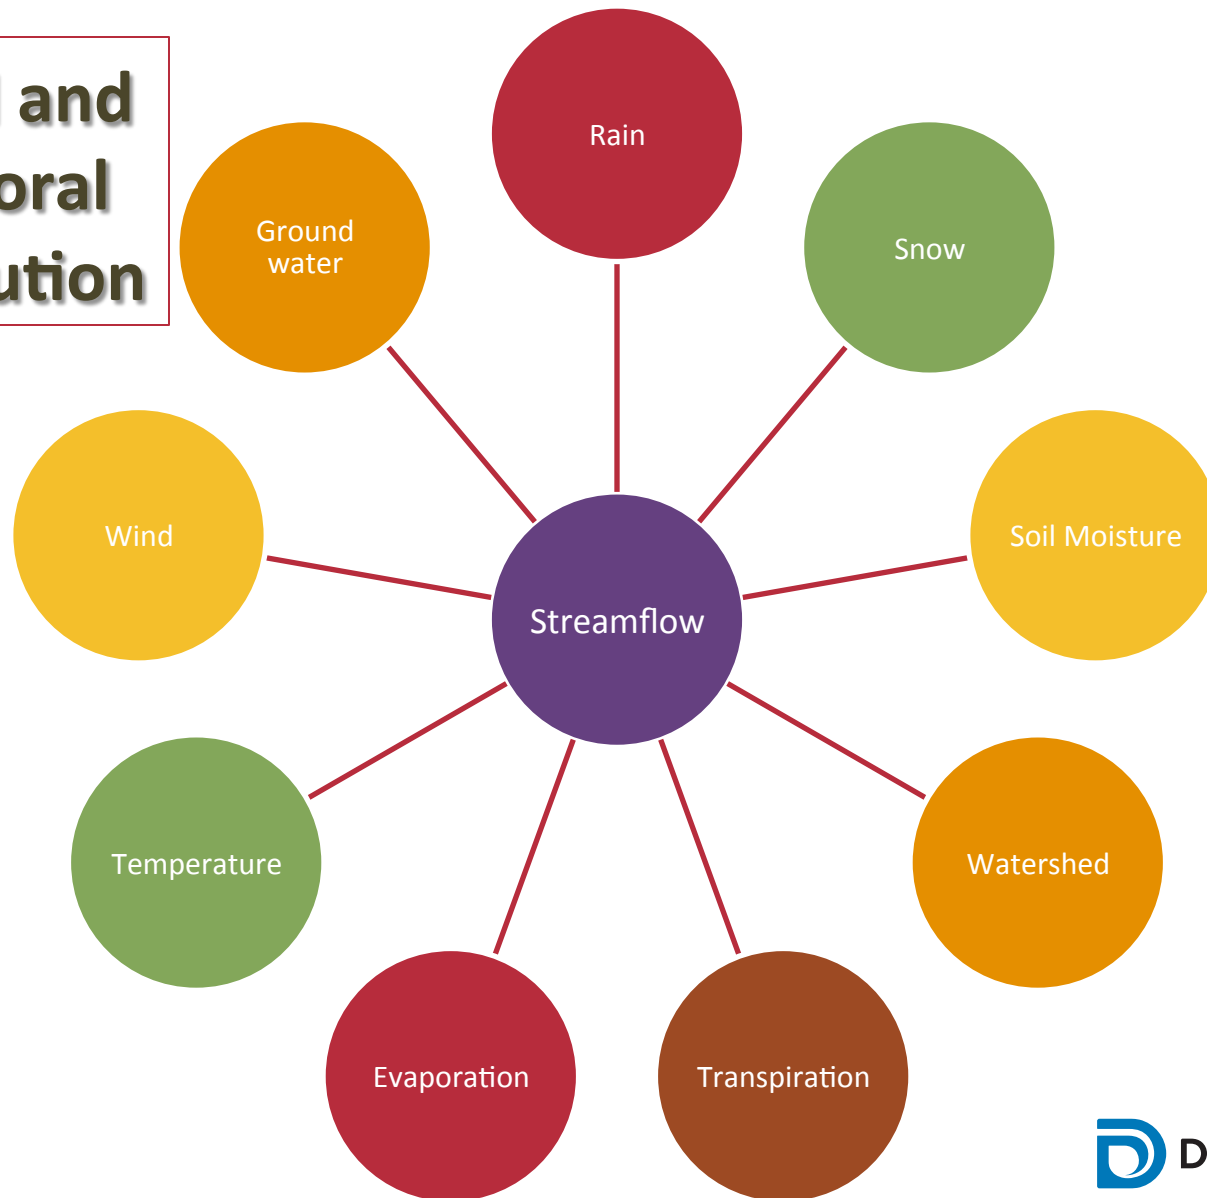 and
oral
ution
Rain
Ground
water
Snow
Wind
Soil Moisture
Streamflow
Temperature
Watershed
Evaporation
Transpiration
D